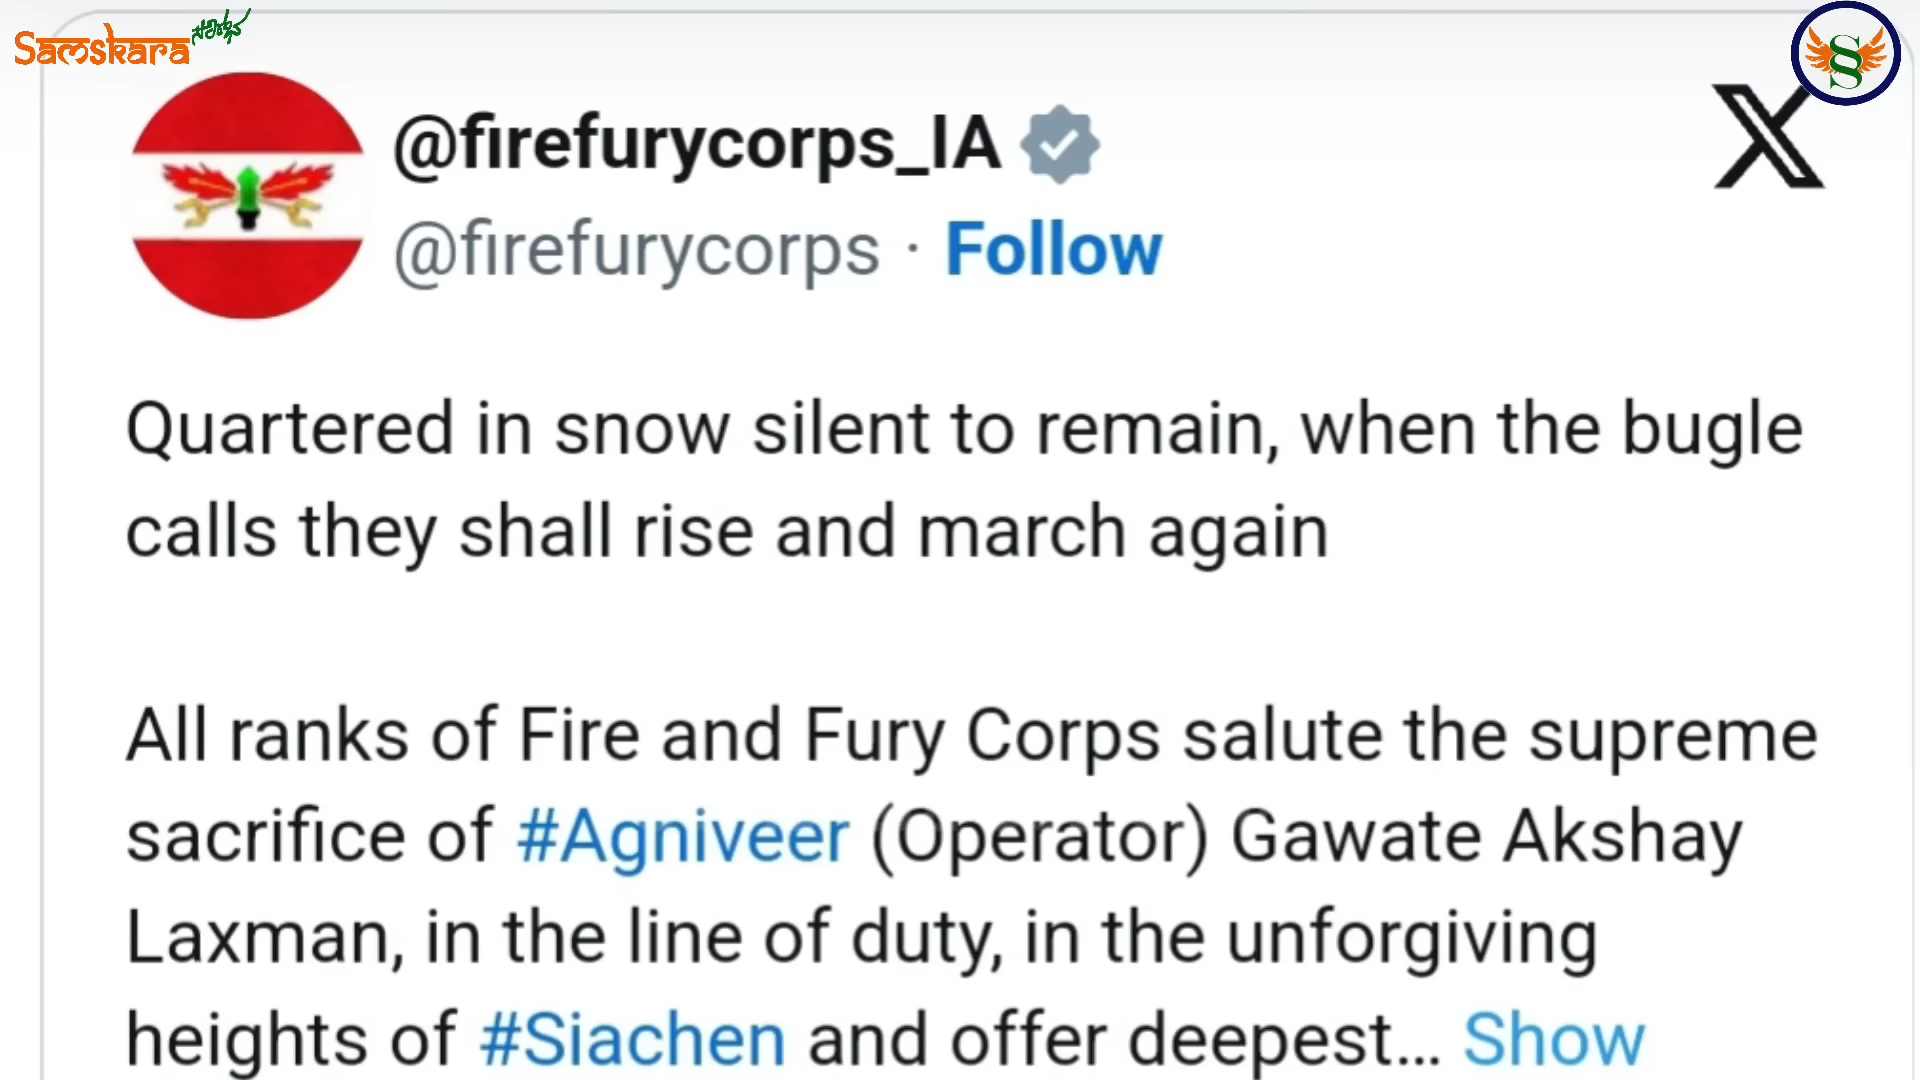 Samskara
@firefurycorps_IA
@firefurycorps · Follow
Quartered in snow silent to remain, when the bugle
calls they shall rise and march again
All ranks of Fire and Fury Corps salute the supreme
sacrifice of #Agniveer (Operator) Gawate Akshay
Laxman, in the line of duty, in the unforgiving
heights of #Siachen and offer deepest... Show